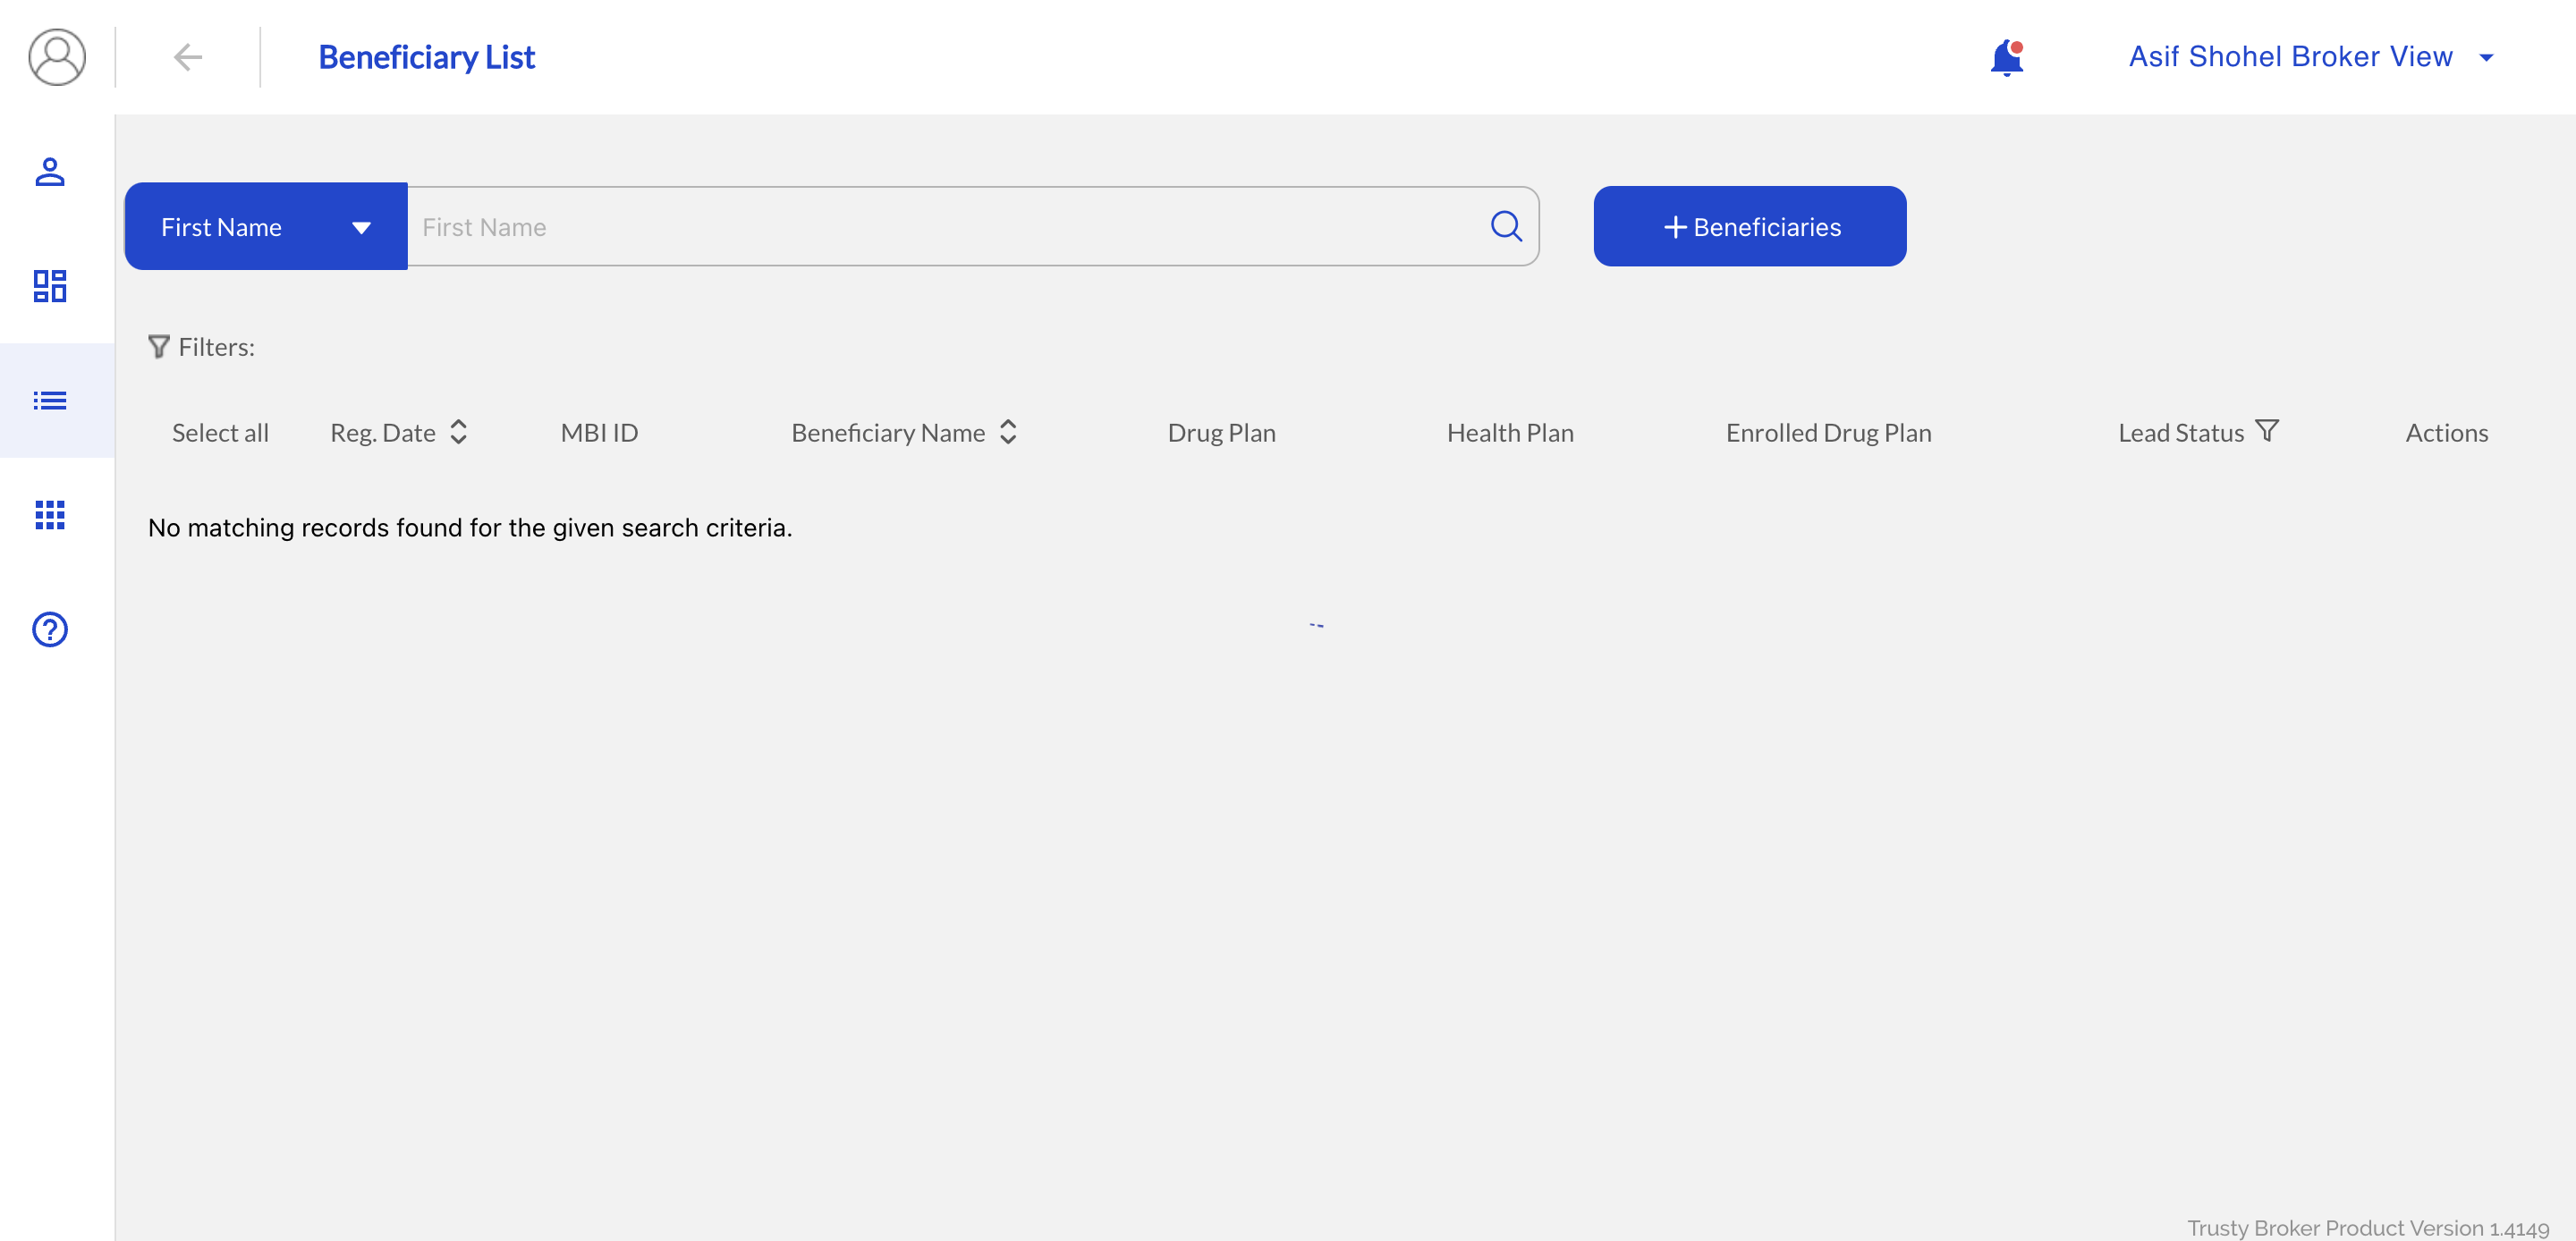 Beneficiary List
Asif Shohel Broker View
First Name
First Name
+ Beneficiaries
Filters:
Select all Reg. Date MBI ID Beneficiary Name Drug Plan Health Plan Enrolled Drug Plan Lead Status Actions
No matching records found for the given search criteria.
Trusty Broker Product Version 1.4149